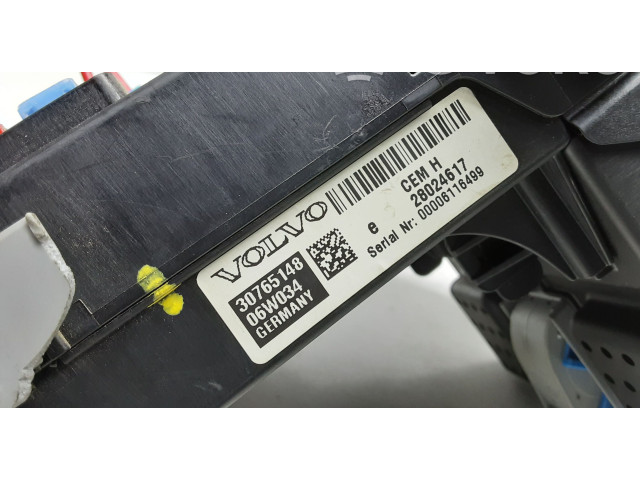 VOLVO
30765148
06W034
GERMANY
CEM H
e 28024617
Serial Nr: 00006116499